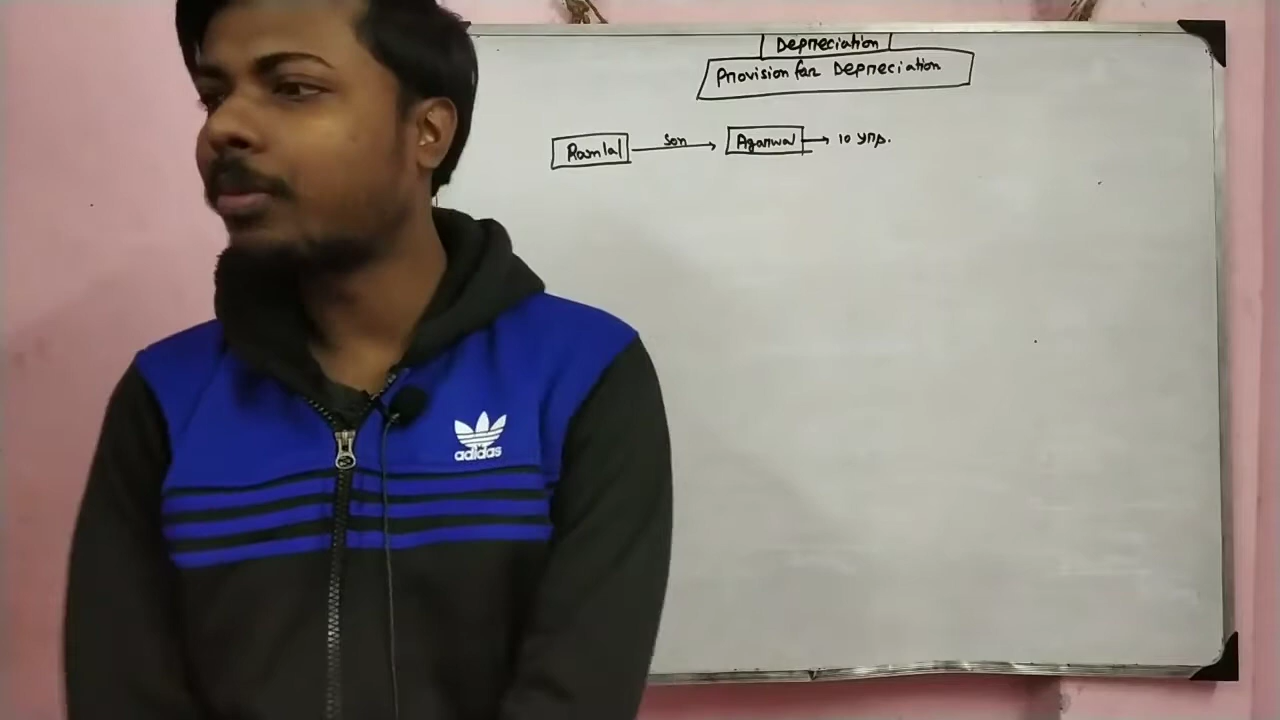 Depreciation
Provision for Depreciation
Ramlal son Agarwal 10 yrs.
adidas